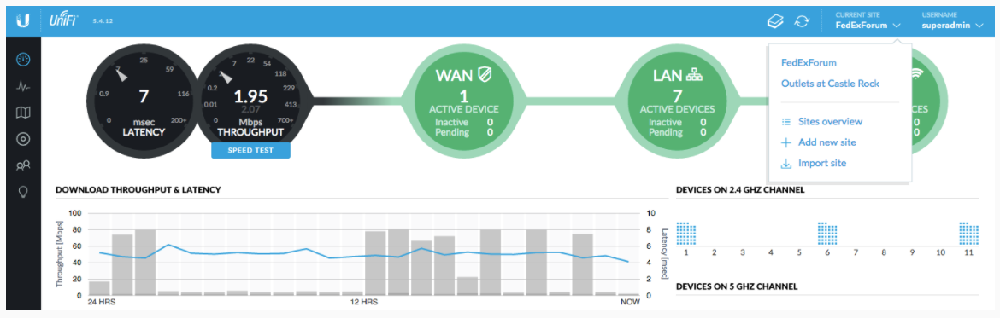 UniFi 5.4.12
CURRENT SITE
FedExForum
USERNAME
superadmin
FedExForum
Outlets at Castle Rock
Sites overview
Add new site
Import site
0 0.9 7 25 59 116 200+
7
msec
LATENCY
0 0.01 0.2 2 7 22 54 118 229 413 700+
1.95
2.07
Mbps
THROUGHPUT
SPEED TEST
WAN
1
ACTIVE DEVICE
Inactive 0
Pending 0
LAN
7
ACTIVE DEVICES
Inactive 0
Pending 0
CES
0
0
DOWNLOAD THROUGHPUT & LATENCY
Throughput [Mbps]
100
80
60
40
20
0
10
8
6
4
2
0
Latency [msec]
24 HRS 12 HRS NOW
DEVICES ON 2.4 GHZ CHANNEL
1 2 3 4 5 6 7 8 9 10 11
DEVICES ON 5 GHZ CHANNEL